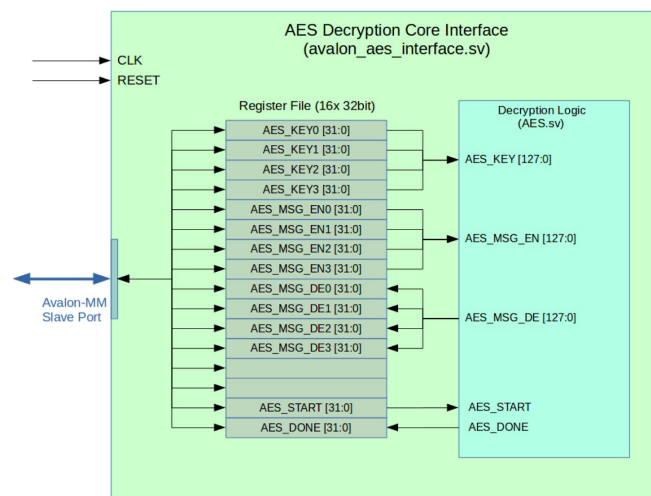 AES Decryption Core Interface
(avalon_aes_interface.sv)
CLK
RESET
Register File (16x 32bit)
Decryption Logic
(AES.sv)
AES_KEY0 [31:0]
AES_KEY1 [31:0]
AES_KEY2 [31:0]
AES_KEY3 [31:0]
AES_KEY [127:0]
AES_MSG_EN0 [31:0]
AES_MSG_EN1 [31:0]
AES_MSG_EN2 [31:0]
AES_MSG_EN3 [31:0]
AES_MSG_EN [127:0]
AES_MSG_DE0 [31:0]
AES_MSG_DE1 [31:0]
AES_MSG_DE2 [31:0]
AES_MSG_DE3 [31:0]
AES_MSG_DE [127:0]
Avalon-MM
Slave Port
AES_START [31:0]
AES_START
AES_DONE [31:0]
AES_DONE